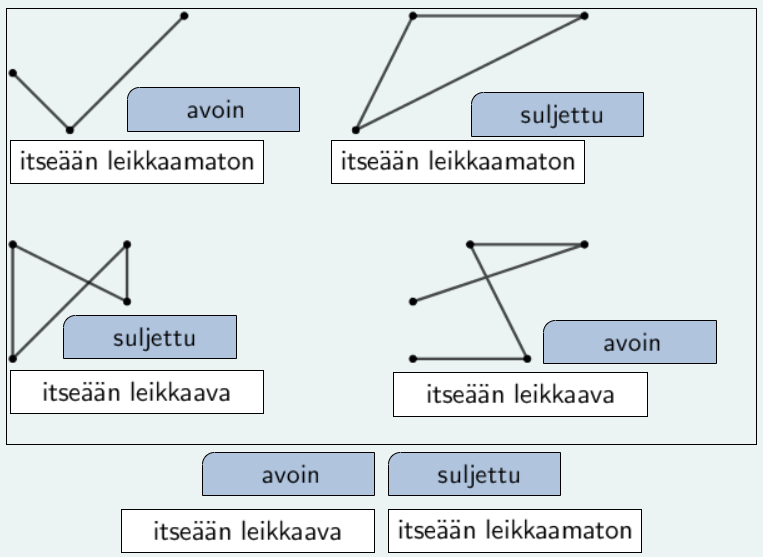 avoin
itseään leikkaamaton
suljettu
itseään leikkaamaton
suljettu
itseään leikkaava
avoin
itseään leikkaava
avoin suljettu
itseään leikkaava itseään leikkaamaton